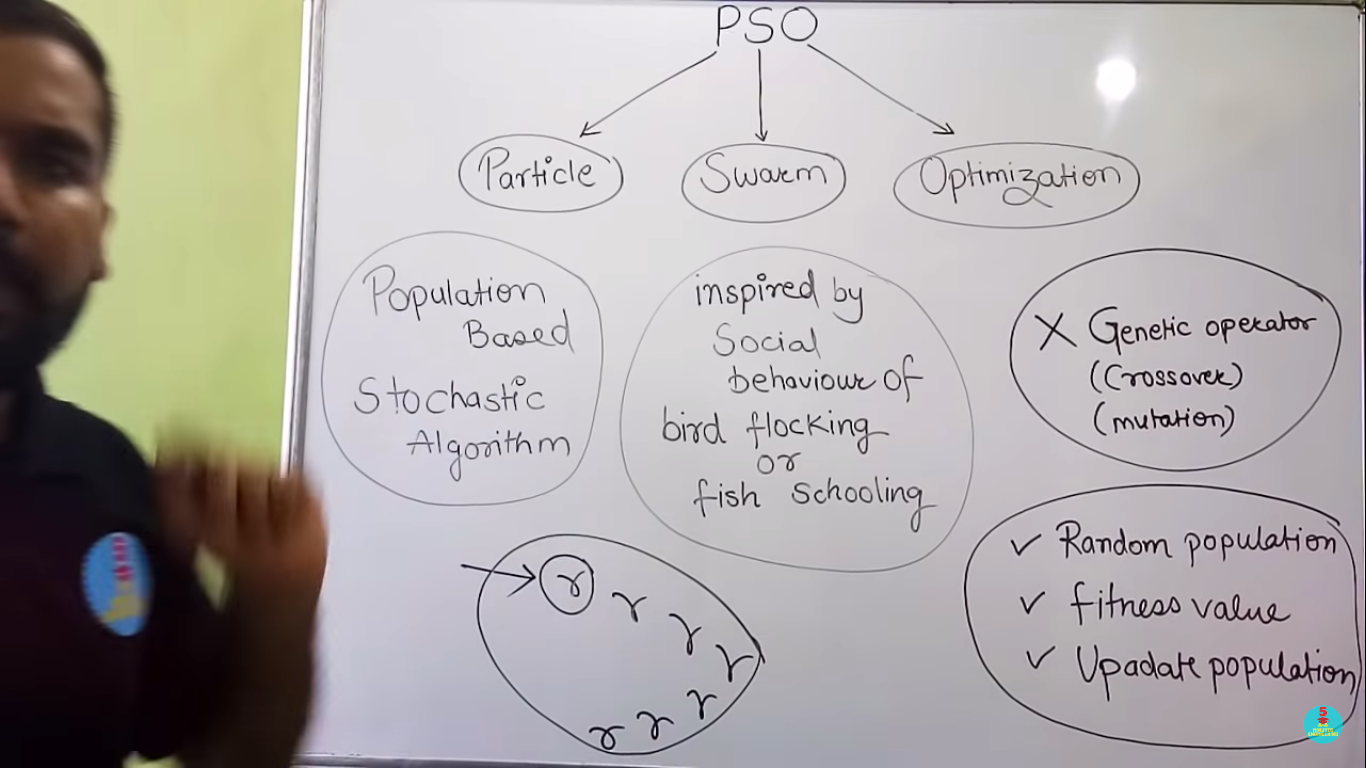 PSO
Particle
Swarm
Optimization
Population
Based
Stochastic
Algorithm
inspired by
Social
behaviour of
bird flocking
or
fish schooling
X Genetic operator
(Crossover)
(mutation)
✓ Random population
✓ fitness value
✓ Upadate population
5